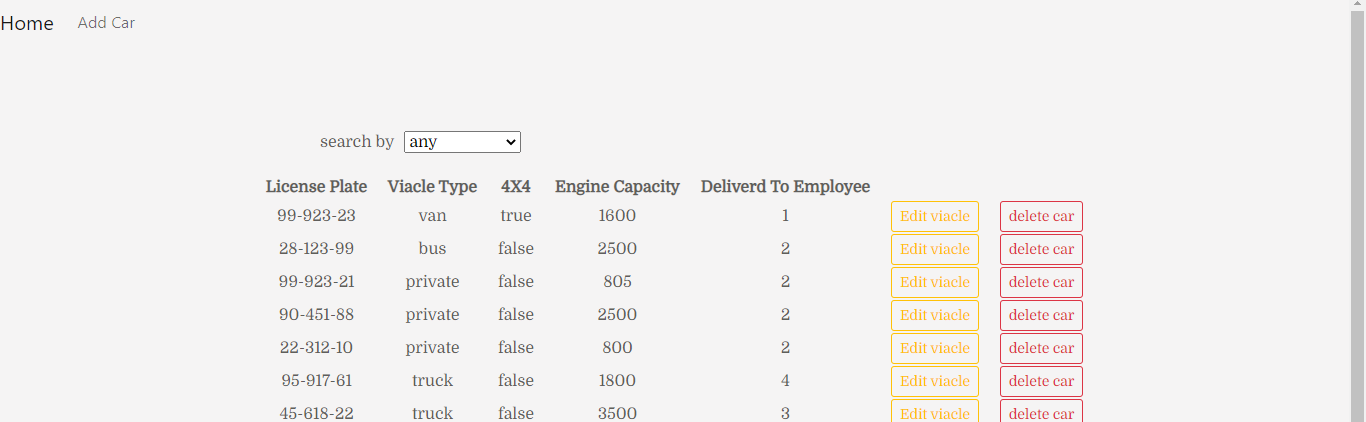 Home Add Car
search by any
License Plate Viacle Type 4X4 Engine Capacity Deliverd To Employee
99-923-23 van true 1600 1 Edit viacle delete car
28-123-99 bus false 2500 2 Edit viacle delete car
99-923-21 private false 805 2 Edit viacle delete car
90-451-88 private false 2500 2 Edit viacle delete car
22-312-10 private false 800 2 Edit viacle delete car
95-917-61 truck false 1800 4 Edit viacle delete car
45-618-22 truck false 3500 3 Edit viacle delete car